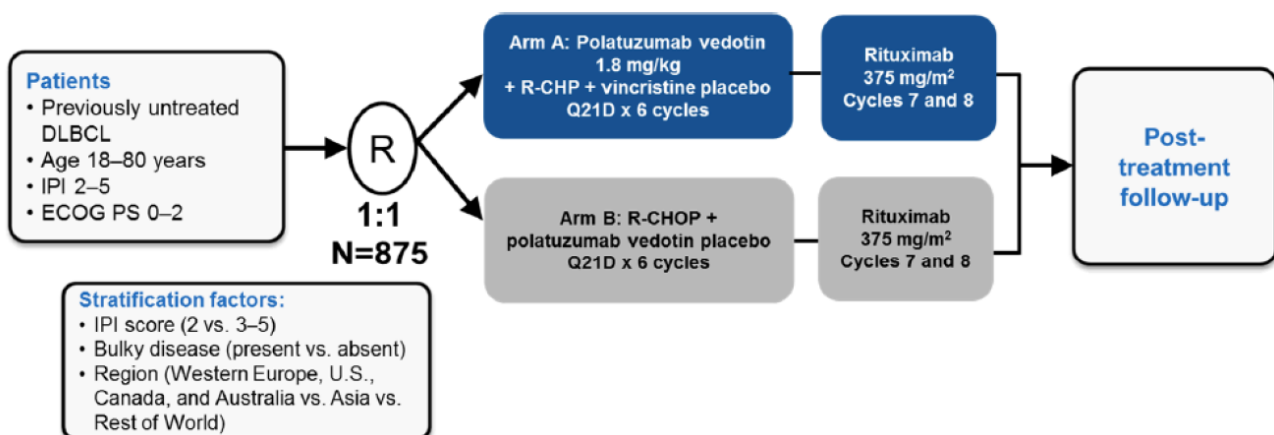 Patients
• Previously untreated
DLBCL
• Age 18–80 years
• IPI 2–5
• ECOG PS 0–2
R
1:1
N=875
Arm A: Polatuzumab vedotin
1.8 mg/kg
+ R-CHP + vincristine placebo
Q21D x 6 cycles
Rituximab
375 mg/m²
Cycles 7 and 8
Arm B: R-CHOP +
polatuzumab vedotin placebo
Q21D x 6 cycles
Rituximab
375 mg/m²
Cycles 7 and 8
Post-
treatment
follow-up
Stratification factors:
• IPI score (2 vs. 3–5)
• Bulky disease (present vs. absent)
• Region (Western Europe, U.S.,
Canada, and Australia vs. Asia vs.
Rest of World)